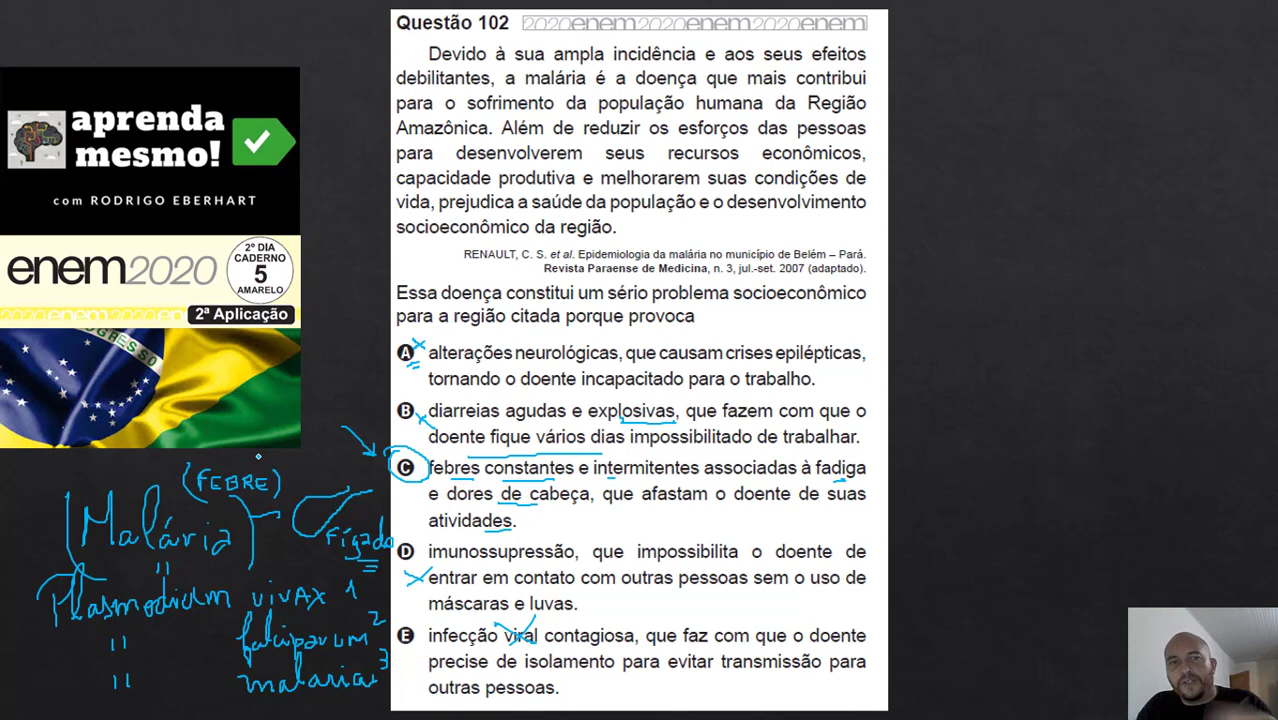 Questão 102
2020enem2020enem2020enem
Devido à sua ampla incidência e aos seus efeitos
debilitantes, a malária é a doença que mais contribui
para o sofrimento da população humana da Região
Amazônica. Além de reduzir os esforços das pessoas
para desenvolverem seus recursos econômicos,
capacidade produtiva e melhorarem suas condições de
vida, prejudica a saúde da população e o desenvolvimento
socioeconômico da região.
RENAULT, C. S. et al. Epidemiologia da malária no município de Belém – Pará.
Revista Paraense de Medicina, n. 3, jul.-set. 2007 (adaptado).
Essa doença constitui um sério problema socioeconômico
para a região citada porque provoca
A alterações neurológicas, que causam crises epilépticas,
tornando o doente incapacitado para o trabalho.
B diarreias agudas e explosivas, que fazem com que o
doente fique vários dias impossibilitado de trabalhar.
C febres constantes e intermitentes associadas à fadiga
e dores de cabeça, que afastam o doente de suas
atividades.
D imunossupressão, que impossibilita o doente de
entrar em contato com outras pessoas sem o uso de
máscaras e luvas.
E infecção viral contagiosa, que faz com que o doente
precise de isolamento para evitar transmissão para
outras pessoas.
aprenda
mesmo!
com RODRIGO EBERHART
enem2020
2º DIA
CADERNO
5
AMARELO
2ª Aplicação
(FEBRE)
Malária
Fígado
Plasmodium vivax 1
" falciparum 2
" malariai 3